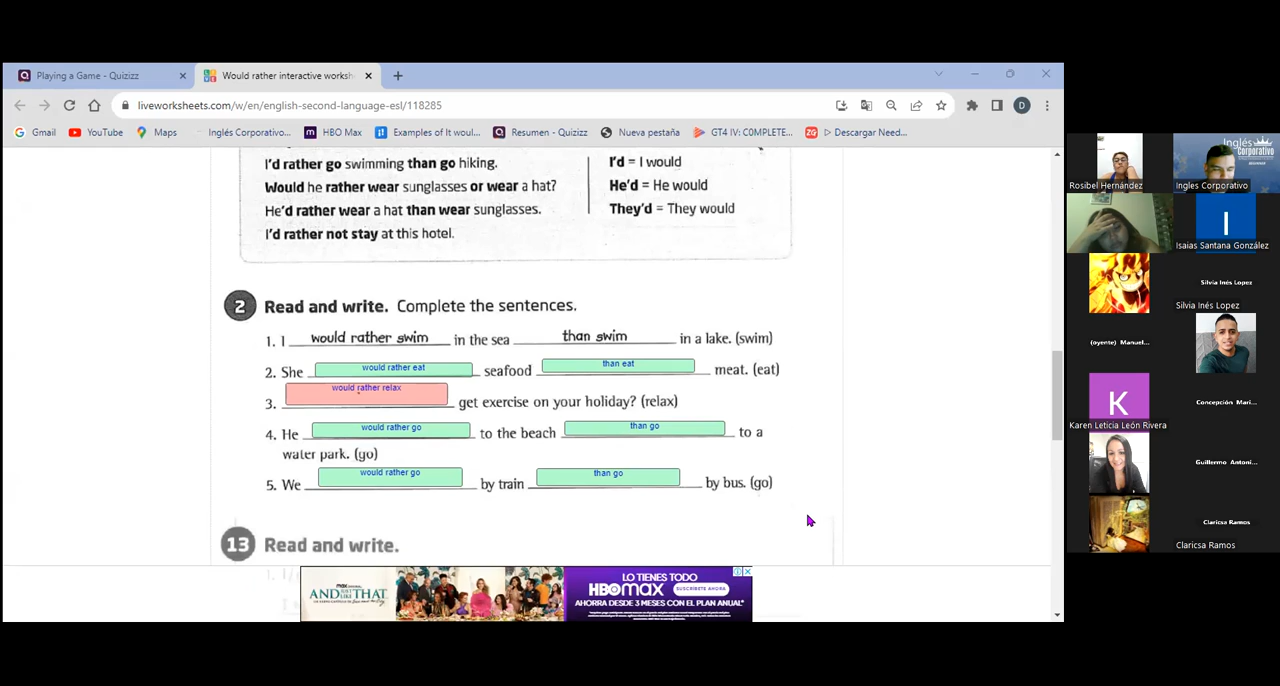 Playing a Game - Quizizz
Would rather interactive worksh
liveworksheets.com/w/en/english-second-language-esl/118285
Gmail YouTube Maps Inglés Corporativo... HBO Max Examples of It woul... Resumen - Quizizz Nueva pestaña GT4 IV: COMPLETE... ▷ Descargar Need...
D
I'd rather go swimming than go hiking.
Would he rather wear sunglasses or wear a hat?
He'd rather wear a hat than wear sunglasses.
I'd rather not stay at this hotel.
I'd = I would
He'd = He would
They'd = They would
2 Read and write. Complete the sentences.
1. I would rather swim in the sea than swim in a lake. (swim)
2. She would rather eat seafood than eat meat. (eat)
3. would rather relax get exercise on your holiday? (relax)
4. He would rather go to the beach than go to a
water park. (go)
5. We would rather go by train than go by bus. (go)
13 Read and write.
max
AND JUST LIKE THAT...
LO TIENES TODO
HBOmax SUSCRÍBETE AHORA
AHORRA DESDE 3 MESES CON EL PLAN ANUAL*
Rosibel Hernández
Inglés
Corporativo
Ingles Corporativo
I
Isaias Santana González
Silvia Inés Lopez
Silvia Inés Lopez
(oyente) Manuel...
K
Karen Leticia León Rivera
Concepción Mari...
Guillermo Antoni...
Claricsa Ramos
Claricsa Ramos